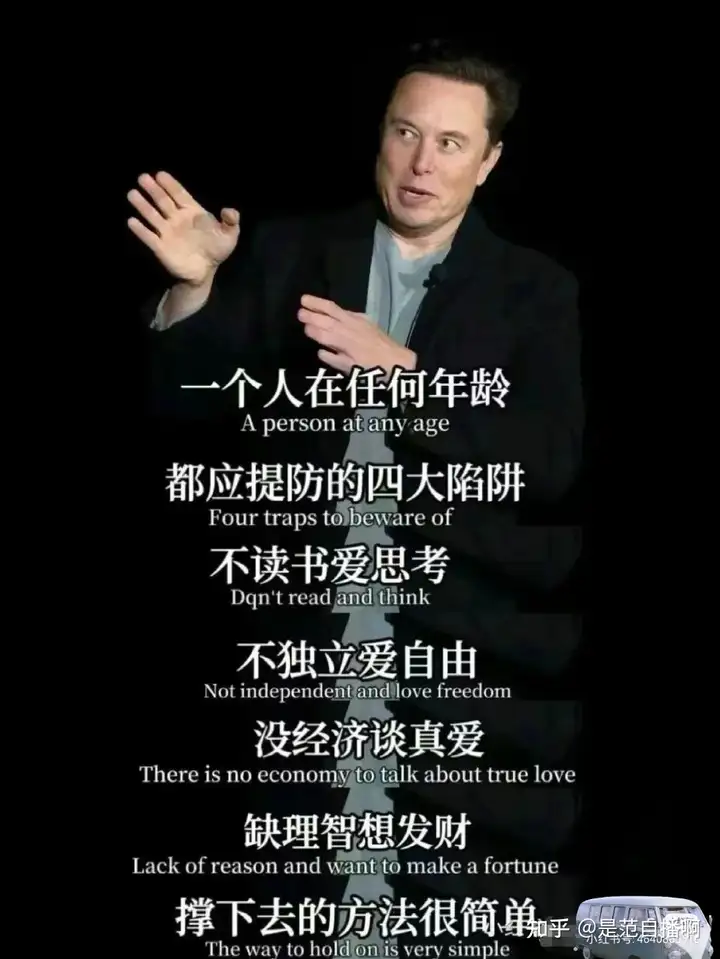 一个人在任何年龄
A person at any age
都应提防的四大陷阱
Four traps to beware of
不读书爱思考
Dqn't read and think
不独立爱自由
Not independent and love freedom
没经济谈真爱
There is no economy to talk about true love
缺理智想发财
Lack of reason and want to make a fortune
撑下去的方法很简单
The way to hold on is very simple
知乎 @是范自播啊
小红书号: